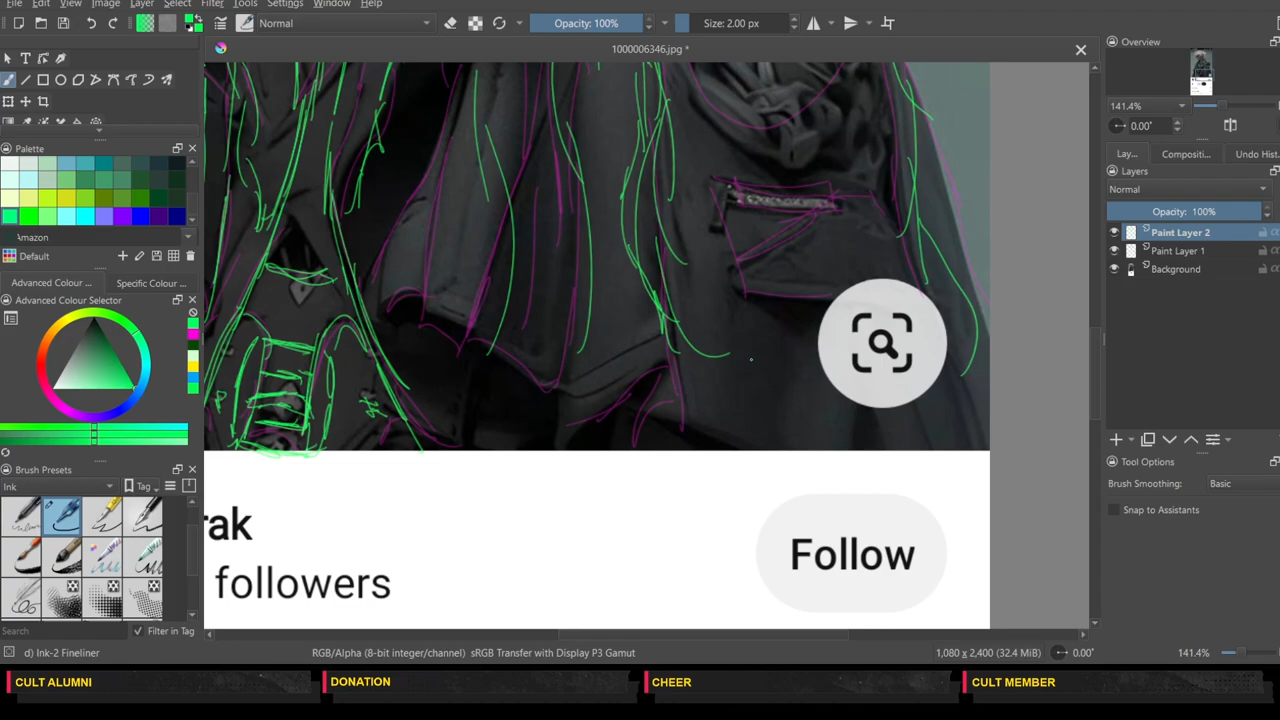 File Edit View Image Layer Select Filter Tools Settings Window Help
Normal
Opacity: 100%
Size: 2.00 px
1000006346.jpg *
Palette
Amazon
Default
Advanced Colour ...
Specific Colour ...
Advanced Colour Selector
Brush Presets
Ink
Tag
Search
Filter in Tag
rak
followers
Follow
Overview
141.4%
0.00°
Lay...
Compositi...
Undo Hist.
Layers
Normal
Opacity: 100%
Paint Layer 2
Paint Layer 1
Background
Tool Options
Brush Smoothing:
Basic
Snap to Assistants
d) Ink-2 Fineliner
RGB/Alpha (8-bit integer/channel) sRGB Transfer with Display P3 Gamut
1,080 x 2,400 (32.4 MiB)
0.00°
141.4%
CULT ALUMNI
DONATION
CHEER
CULT MEMBER